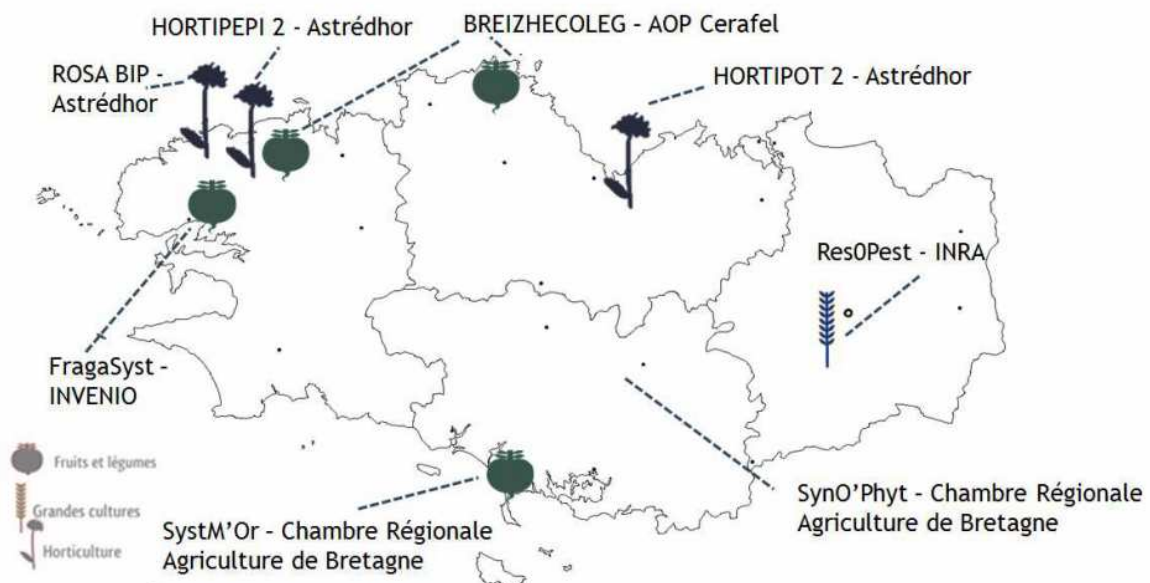 HORTIPEPI 2 - Astrédhor
BREIZHECOLEG - AOP Cerafel
ROSA BIP -
Astrédhor
HORTIPOT 2 - Astrédhor
Res0Pest - INRA
FragaSyst -
INVENIO
Fruits et légumes
Grandes cultures
Horticulture
SystM'Or - Chambre Régionale
Agriculture de Bretagne
SynO'Phyt - Chambre Régionale
Agriculture de Bretagne